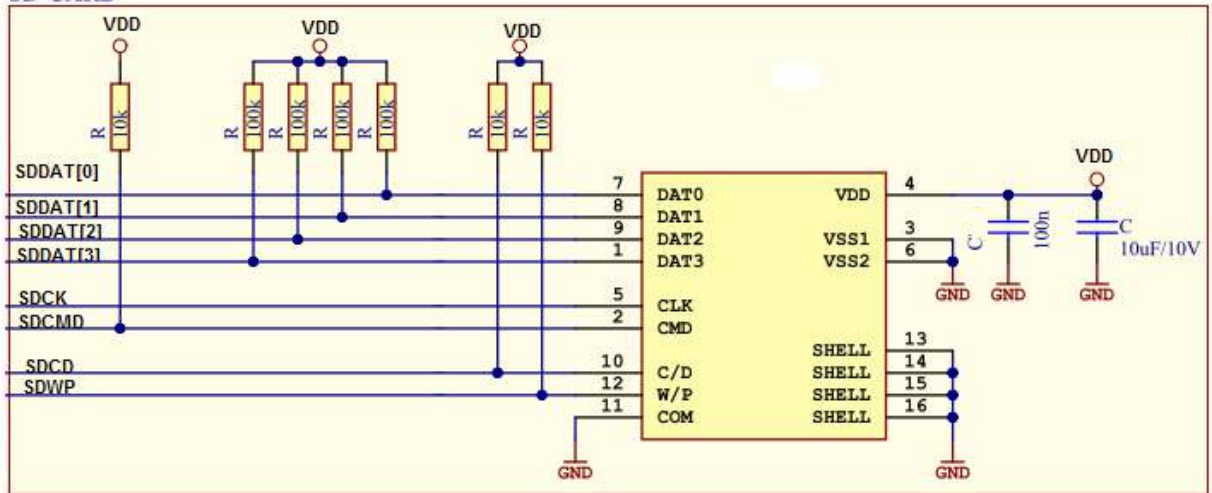 VDD
VDD
VDD
R 10k
R 100k
R 100k
R 100k
R 100k
R 10k
R 10k
VDD
SDDAT[0]
SDDAT[1]
SDDAT[2]
SDDAT[3]
SDCK
SDCMD
SDCD
SDWP
7 DAT0
8 DAT1
9 DAT2
1 DAT3
5 CLK
2 CMD
10 C/D
12 W/P
11 COM
VDD 4
VSS1 3
VSS2 6
SHELL 13
SHELL 14
SHELL 15
SHELL 16
C 100n
C
10uF/10V
GND
GND
GND
GND
GND